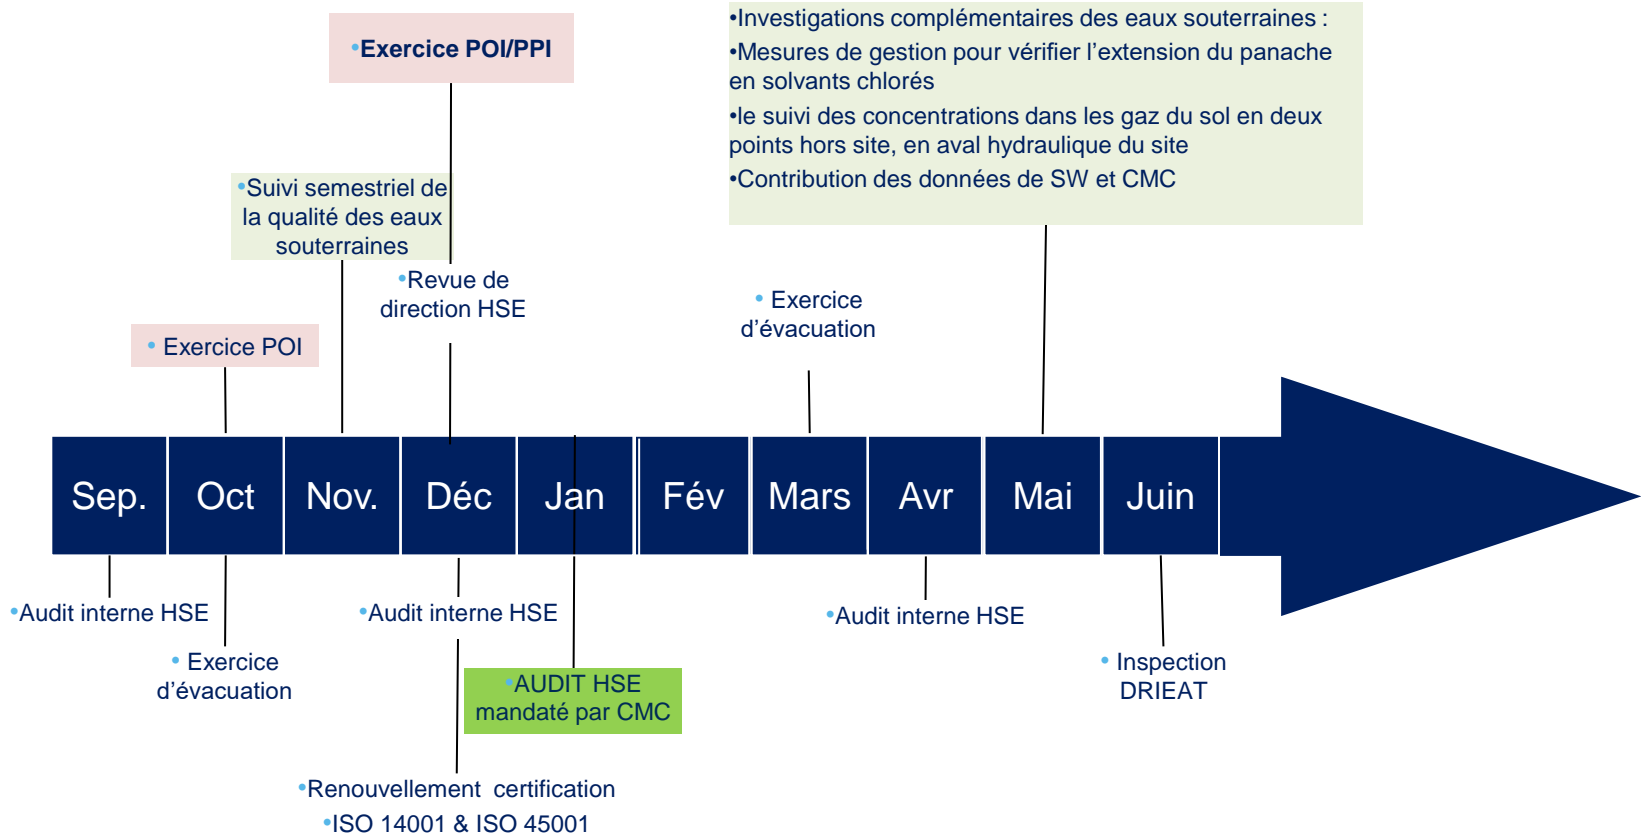 •Exercice POI/PPI
•Investigations complémentaires des eaux souterraines :
•Mesures de gestion pour vérifier l’extension du panache
en solvants chlorés
•le suivi des concentrations dans les gaz du sol en deux
points hors site, en aval hydraulique du site
•Contribution des données de SW et CMC
•Suivi semestriel de
la qualité des eaux
souterraines
•Revue de
direction HSE
• Exercice
d’évacuation
• Exercice POI
Sep.
Oct
Nov.
Déc
Jan
Fév
Mars
Avr
Mai
Juin
•Audit interne HSE
•Audit interne HSE
•Audit interne HSE
• Exercice
d’évacuation
•AUDIT HSE
mandaté par CMC
• Inspection
DRIEAT
•Renouvellement  certification
•ISO 14001 & ISO 45001